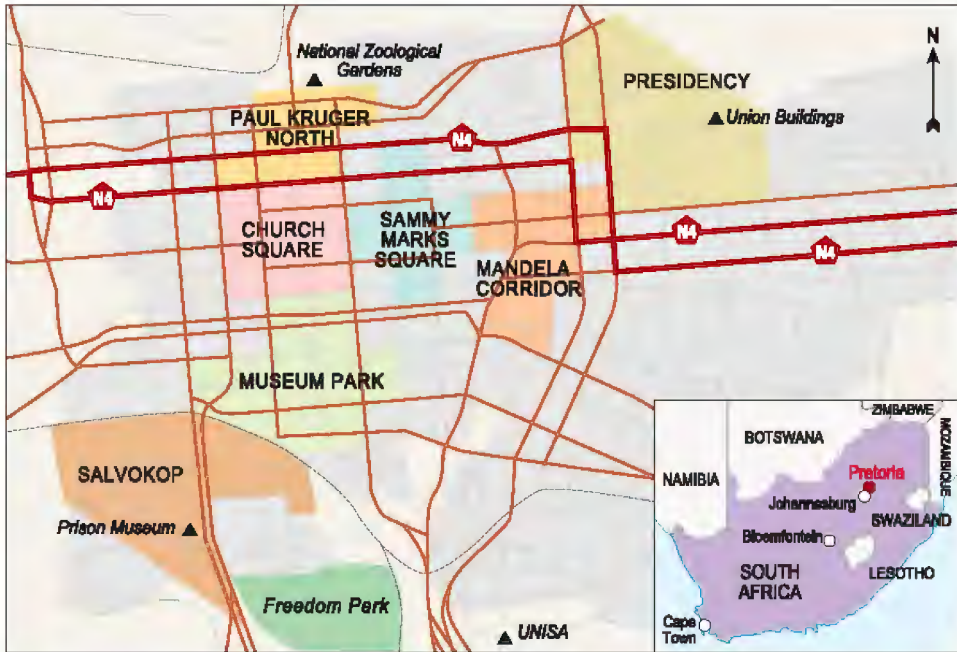 N
National Zoological
Gardens
PRESIDENCY
Union Buildings
PAUL KRUGER
NORTH
N4
N4
CHURCH
SQUARE
SAMMY
MARKS
SQUARE
N4
N4
MANDELA
CORRIDOR
MUSEUM PARK
SALVOKOP
Prison Museum
Freedom Park
UNISA
ZIMBABWE
BOTSWANA
MOZAMBIQUE
NAMIBIA
Pretoria
Johannesburg
SWAZILAND
Bloemfontein
LESOTHO
SOUTH
AFRICA
Cape
Town